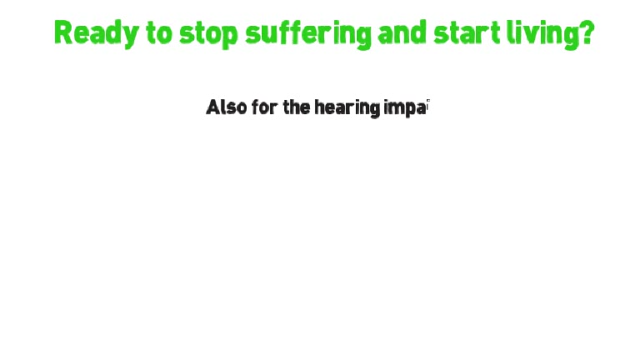 Ready to stop suffering and start living?
Also for the hearing impa